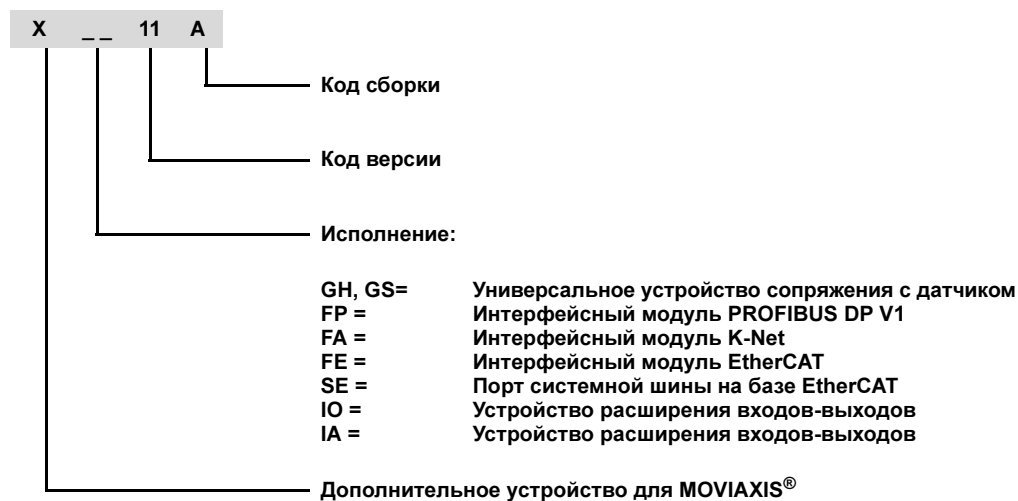 X _ _ 11 A
Код сборки
Код версии
Исполнение:
GH, GS= Универсальное устройство сопряжения с датчиком
FP = Интерфейсный модуль PROFIBUS DP V1
FA = Интерфейсный модуль K-Net
FE = Интерфейсный модуль EtherCAT
SE = Порт системной шины на базе EtherCAT
IO = Устройство расширения входов-выходов
IA = Устройство расширения входов-выходов
Дополнительное устройство для MOVIAXIS®